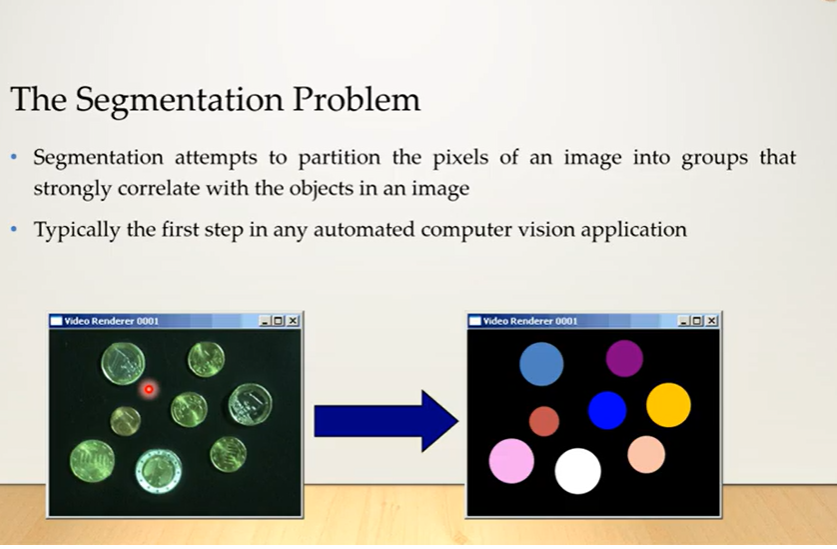 The Segmentation Problem
• Segmentation attempts to partition the pixels of an image into groups that
strongly correlate with the objects in an image
• Typically the first step in any automated computer vision application
Video Renderer 0001
Video Renderer 0001